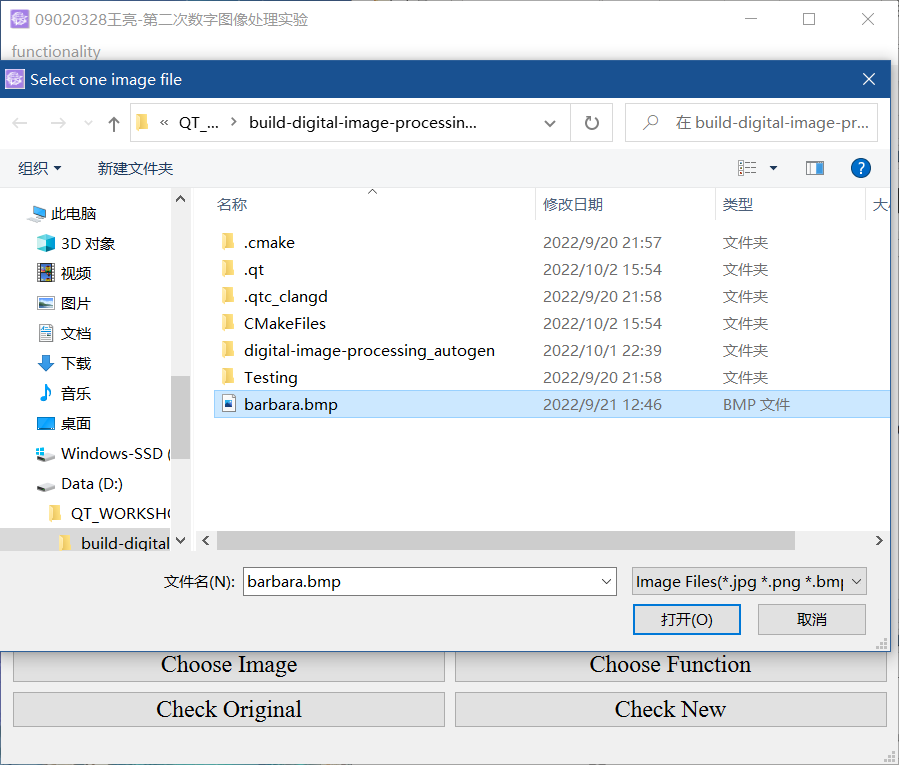 09020328王亮-第二次数字图像处理实验
functionality
Select one image file
« QT_... › build-digital-image-processin...
在 build-digital-image-pr...
组织 新建文件夹
名称 修改日期 类型
此电脑
3D 对象
视频
图片
文档
下载
音乐
桌面
Windows-SSD (
Data (D:)
QT_WORKSHO
build-digital
.cmake 2022/9/20 21:57 文件夹
.qt 2022/10/2 15:54 文件夹
.qtc_clangd 2022/9/20 21:58 文件夹
CMakeFiles 2022/10/2 15:54 文件夹
digital-image-processing_autogen 2022/10/1 22:39 文件夹
Testing 2022/9/20 21:58 文件夹
barbara.bmp 2022/9/21 12:46 BMP 文件
文件名(N): barbara.bmp Image Files(*.jpg *.png *.bmp
打开(O) 取消
Choose Image Choose Function
Check Original Check New